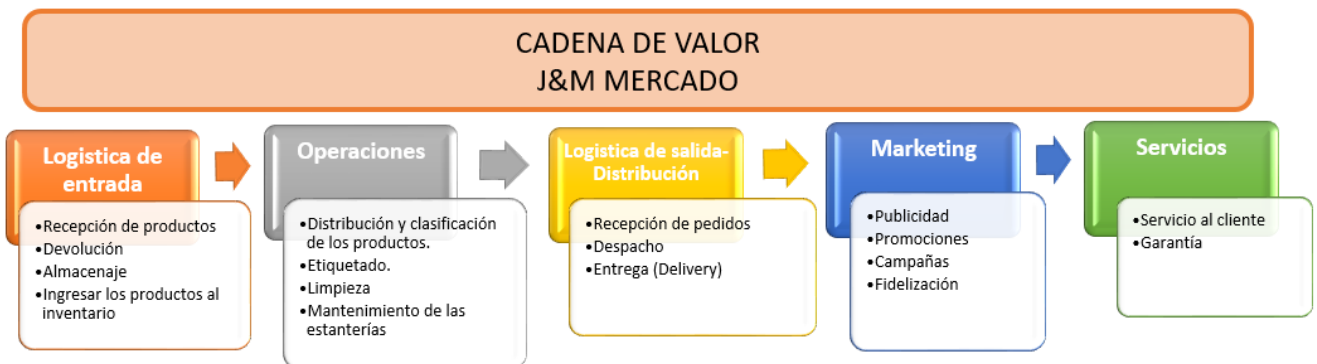 CADENA DE VALOR
J&M MERCADO
Logistica de
entrada
•Recepción de productos
•Devolución
•Almacenaje
•Ingresar los productos al
inventario
Operaciones
•Distribución y clasificación
de los productos.
•Etiquetado.
•Limpieza
•Mantenimiento de las
estanterías
Logistica de salida-
Distribución
•Recepción de pedidos
•Despacho
•Entrega (Delivery)
Marketing
•Publicidad
•Promociones
•Campañas
•Fidelización
Servicios
•Servicio al cliente
•Garantía